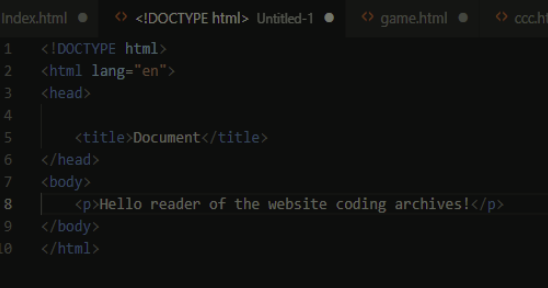 Index.html <!DOCTYPE html> Untitled-1 game.html ccc.ht
1 <!DOCTYPE html>
2 <html lang="en">
3 <head>
4
5 <title>Document</title>
6 </head>
7 <body>
8 <p>Hello reader of the website coding archives!</p>
9 </body>
10 </html>